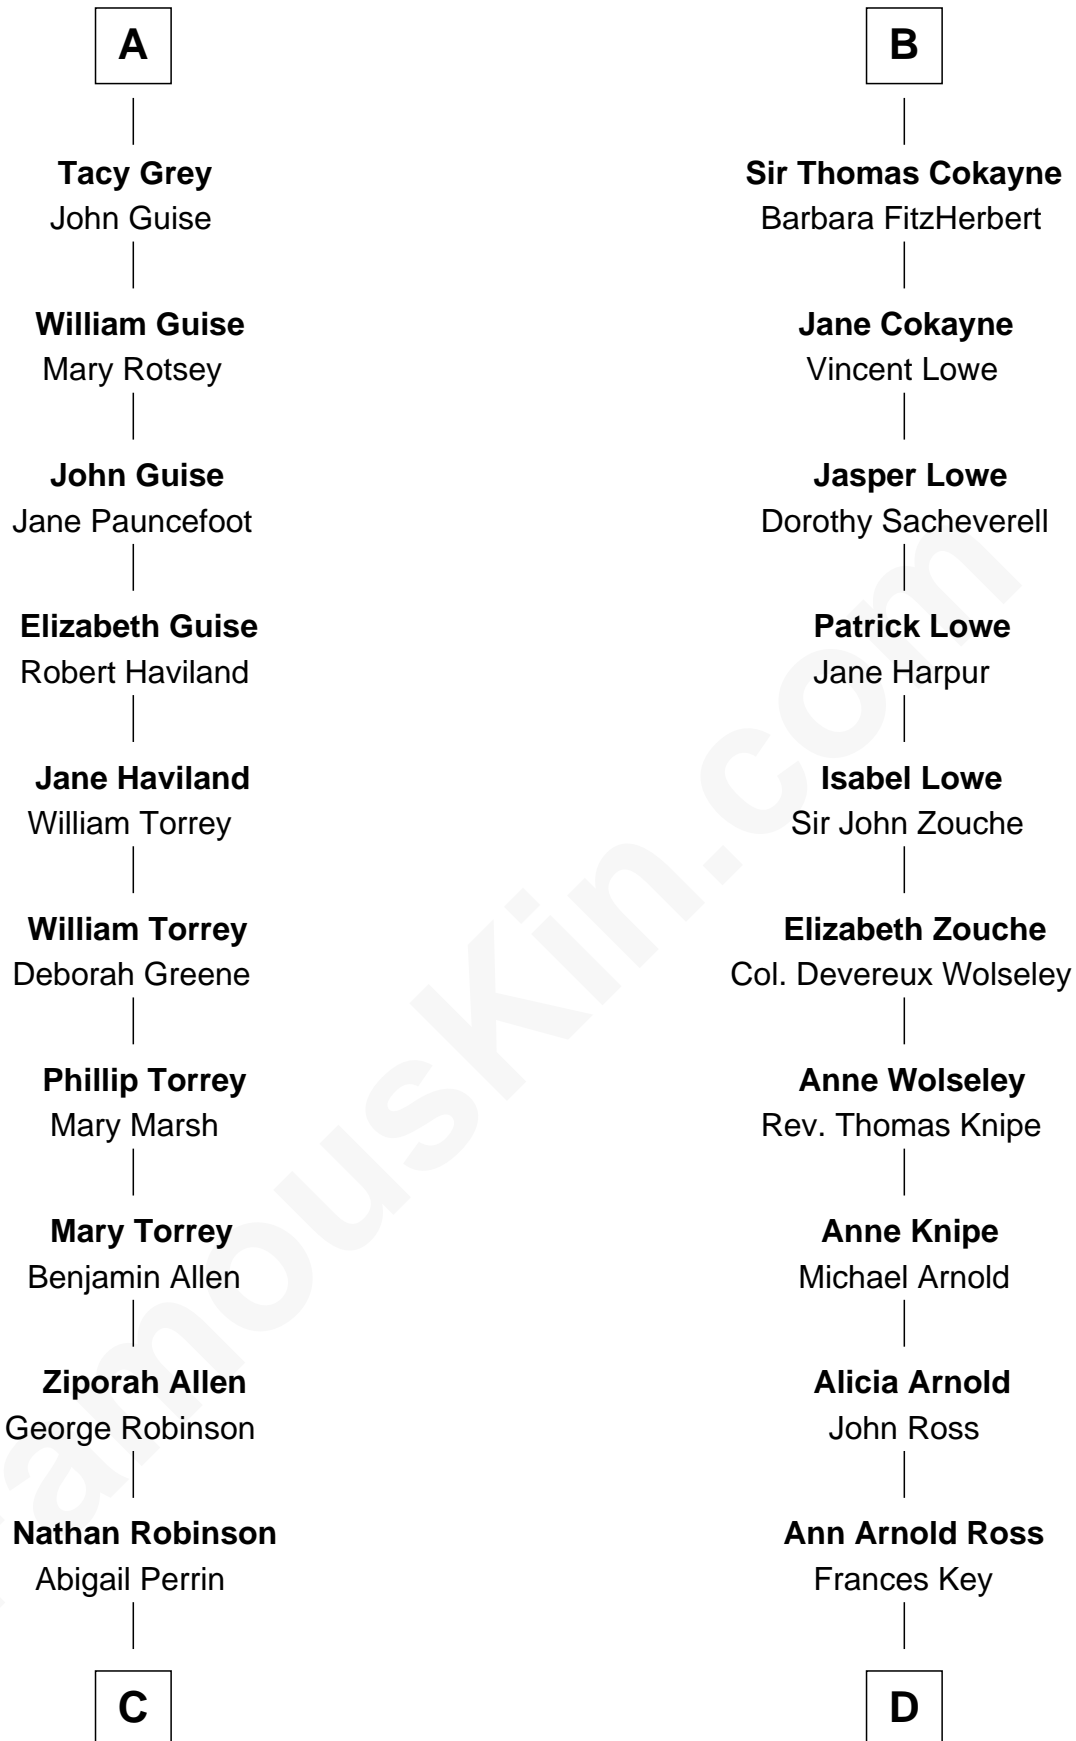 A
Tacy Grey
John Guise
William Guise
Mary Rotsey
John Guise
Jane Pauncefoot
Elizabeth Guise
Robert Haviland
Jane Haviland
William Torrey
William Torrey
Deborah Greene
Phillip Torrey
Mary Marsh
Mary Torrey
Benjamin Allen
Ziporah Allen
George Robinson
Nathan Robinson
Abigail Perrin
C
B
Sir Thomas Cokayne
Barbara FitzHerbert
Jane Cokayne
Vincent Lowe
Jasper Lowe
Dorothy Sacheverell
Patrick Lowe
Jane Harpur
Isabel Lowe
Sir John Zouche
Elizabeth Zouche
Col. Devereux Wolseley
Anne Wolseley
Rev. Thomas Knipe
Anne Knipe
Michael Arnold
Alicia Arnold
John Ross
Ann Arnold Ross
Frances Key
D
FamousKin.com